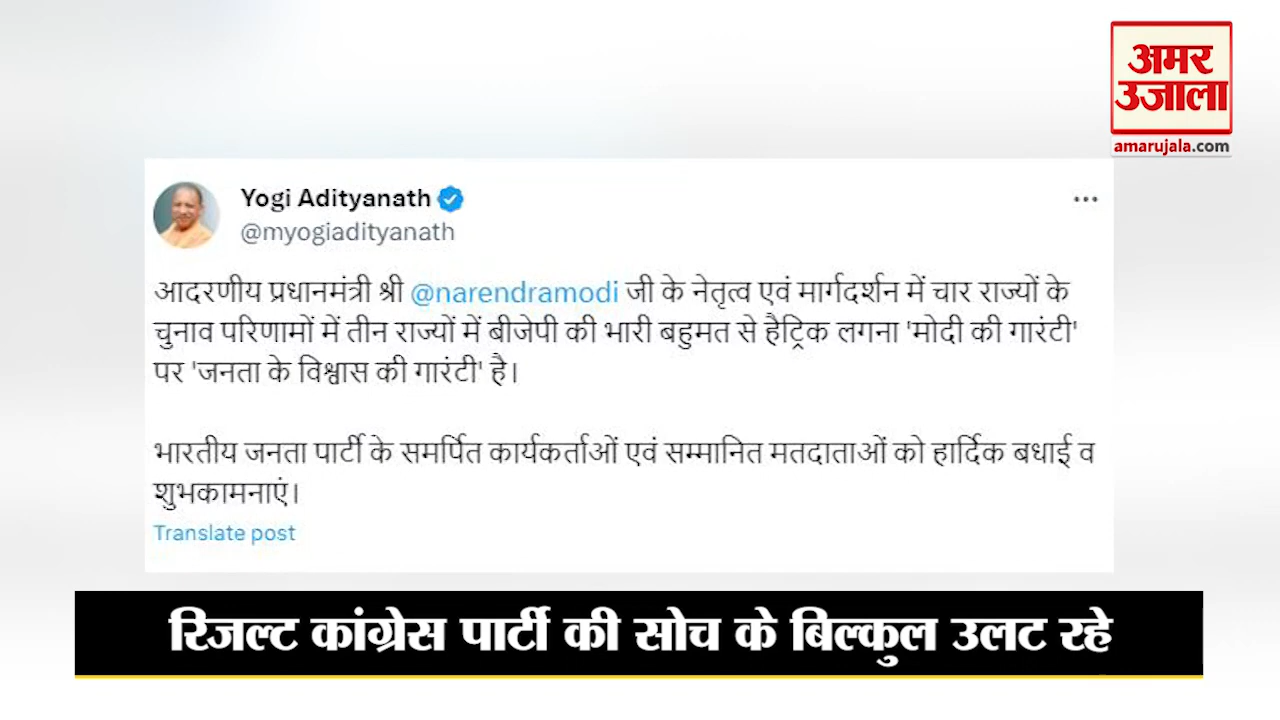 अमर
उजाला
amarujala.com
Yogi Adityanath
@myogiadityanath
आदरणीय प्रधानमंत्री श्री @narendramodi जी के नेतृत्व एवं मार्गदर्शन में चार राज्यों के
चुनाव परिणामों में तीन राज्यों में बीजेपी की भारी बहुमत से हैट्रिक लगना 'मोदी की गारंटी'
पर 'जनता के विश्वास की गारंटी' है।
भारतीय जनता पार्टी के समर्पित कार्यकर्ताओं एवं सम्मानित मतदाताओं को हार्दिक बधाई व
शुभकामनाएं।
Translate post
रिजल्ट कांग्रेस पार्टी की सोच के बिल्कुल उलट रहे